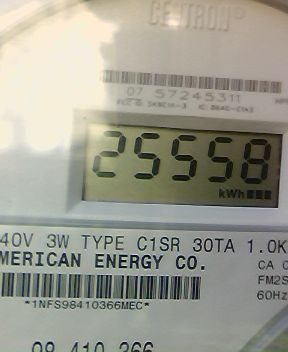 CENTRON®
07 57245311
25558
kWh
40V 3W TYPE C1SR 30TA 1.0K
MERICAN ENERGY CO.
CA 0
FM2S
60Hz
*1NFS98410366MEC*
98 410 366